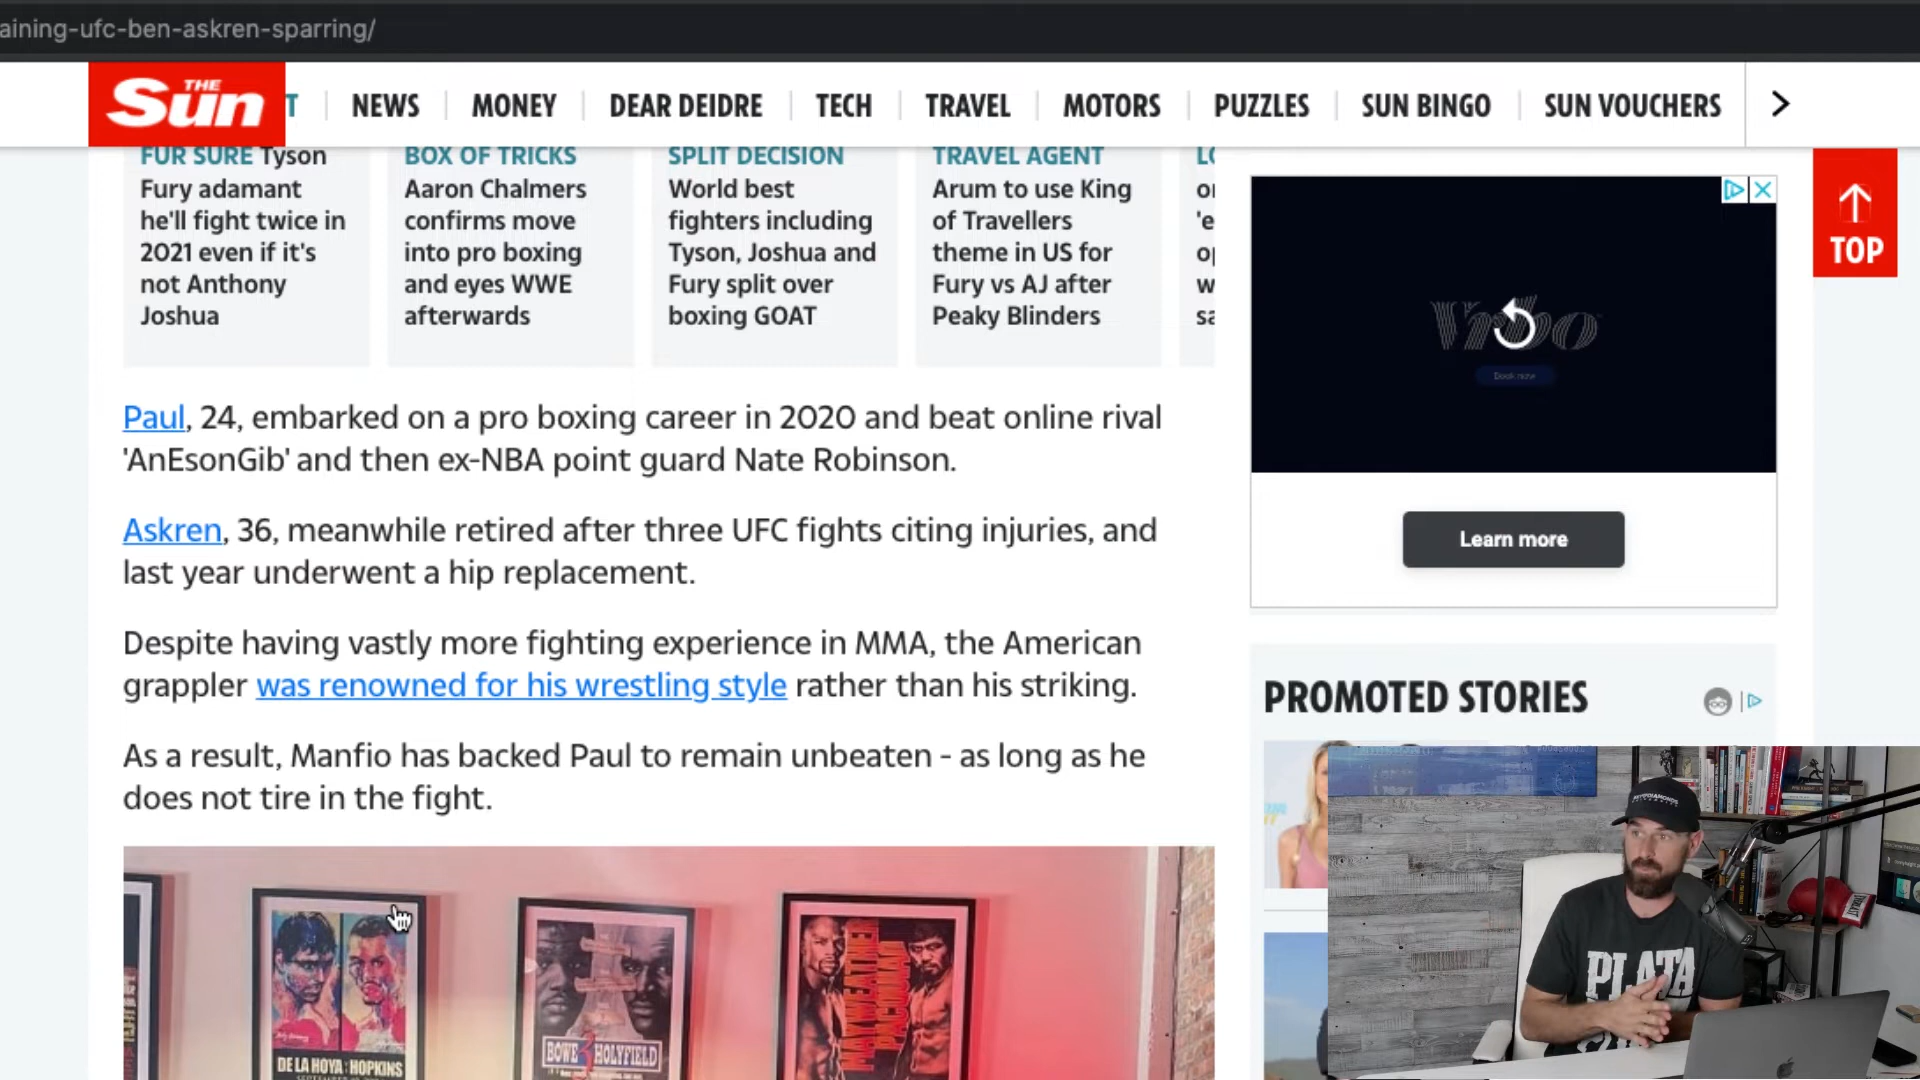 aining-ufc-ben-askren-sparring/
THE Sun
T
NEWS
MONEY
DEAR DEIDRE
TECH
TRAVEL
MOTORS
PUZZLES
SUN BINGO
SUN VOUCHERS
FUR SURE Tyson
Fury adamant
he'll fight twice in
2021 even if it's
not Anthony
Joshua
BOX OF TRICKS
Aaron Chalmers
confirms move
into pro boxing
and eyes WWE
afterwards
SPLIT DECISION
World best
fighters including
Tyson, Joshua and
Fury split over
boxing GOAT
TRAVEL AGENT
Arum to use King
of Travellers
theme in US for
Fury vs AJ after
Peaky Blinders
TOP
Vrbo
Book now
Learn more
Paul, 24, embarked on a pro boxing career in 2020 and beat online rival
'AnEsonGib' and then ex-NBA point guard Nate Robinson.
Askren, 36, meanwhile retired after three UFC fights citing injuries, and
last year underwent a hip replacement.
Despite having vastly more fighting experience in MMA, the American
grappler was renowned for his wrestling style rather than his striking.
As a result, Manfio has backed Paul to remain unbeaten - as long as he
does not tire in the fight.
PROMOTED STORIES
DE LA HOYA HOPKINS
BOWE 3 HOLYFIELD
MAYWEATHER
PACQUIAO
PLATA
EVERLAST